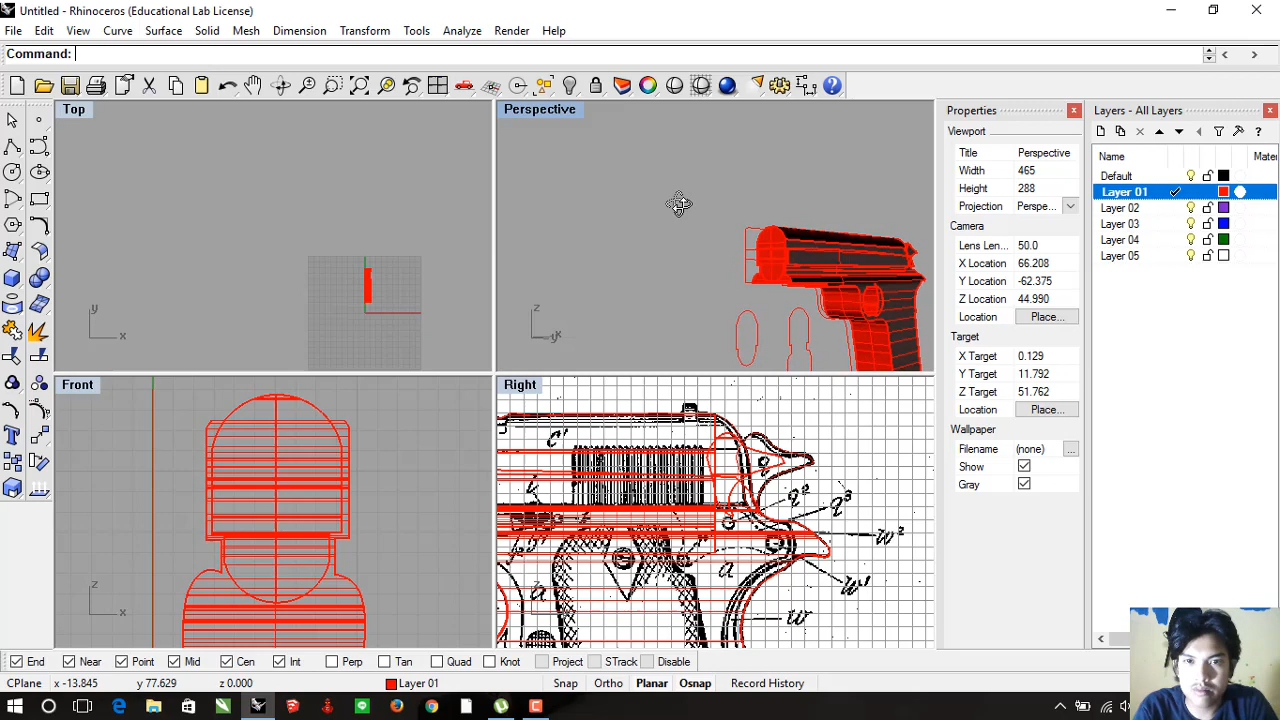 Untitled - Rhinoceros (Educational Lab License)
File Edit View Curve Surface Solid Mesh Dimension Transform Tools Analyze Render Help
Command:
Top
Perspective
Front
Right
y
x
z
y
x
z
x
z
c'
q
q²
q³
w²
w'
w
a
a
Properties
Viewport
Title Perspective
Width 465
Height 288
Projection Perspe...
Camera
Lens Len... 50.0
X Location 66.208
Y Location -62.375
Z Location 44.990
Location Place...
Target
X Target 0.129
Y Target 11.792
Z Target 51.762
Location Place...
Wallpaper
Filename (none) ...
Show
Gray
Layers - All Layers
Name Mater
Default
Layer 01
Layer 02
Layer 03
Layer 04
Layer 05
End Near Point Mid Cen Int Perp Tan Quad Knot Project STrack Disable
CPlane x -13.845 y 77.629 z 0.000 Layer 01 Snap Ortho Planar Osnap Record History